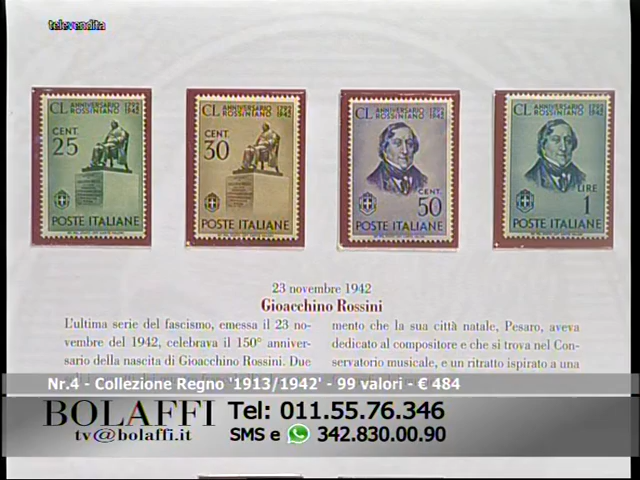 televendita
CL ANNIVERSARIO ROSSINIANO 1792 1942
CENT. 25
POSTE ITALIANE
CL ANNIVERSARIO ROSSINIANO 1792 1942
CENT. 30
POSTE ITALIANE
CL ANNIVERSARIO ROSSINIANO 1792 1942
CENT. 50
POSTE ITALIANE
CL ANNIVERSARIO ROSSINIANO 1792 1942
LIRE 1
POSTE ITALIANE
23 novembre 1942
Gioacchino Rossini
L'ultima serie del fascismo, emessa il 23 no-
vembre del 1942, celebrava il 150° anniver-
sario della nascita di Gioacchino Rossini. Due
mento che la sua città natale, Pesaro, aveva
dedicato al compositore e che si trova nel Con-
servatorio musicale, e un ritratto ispirato a una
Nr.4 - Collezione Regno '1913/1942' - 99 valori - € 484
BOLAFFI
tv@bolaffi.it
Tel: 011.55.76.346
SMS e 342.830.00.90